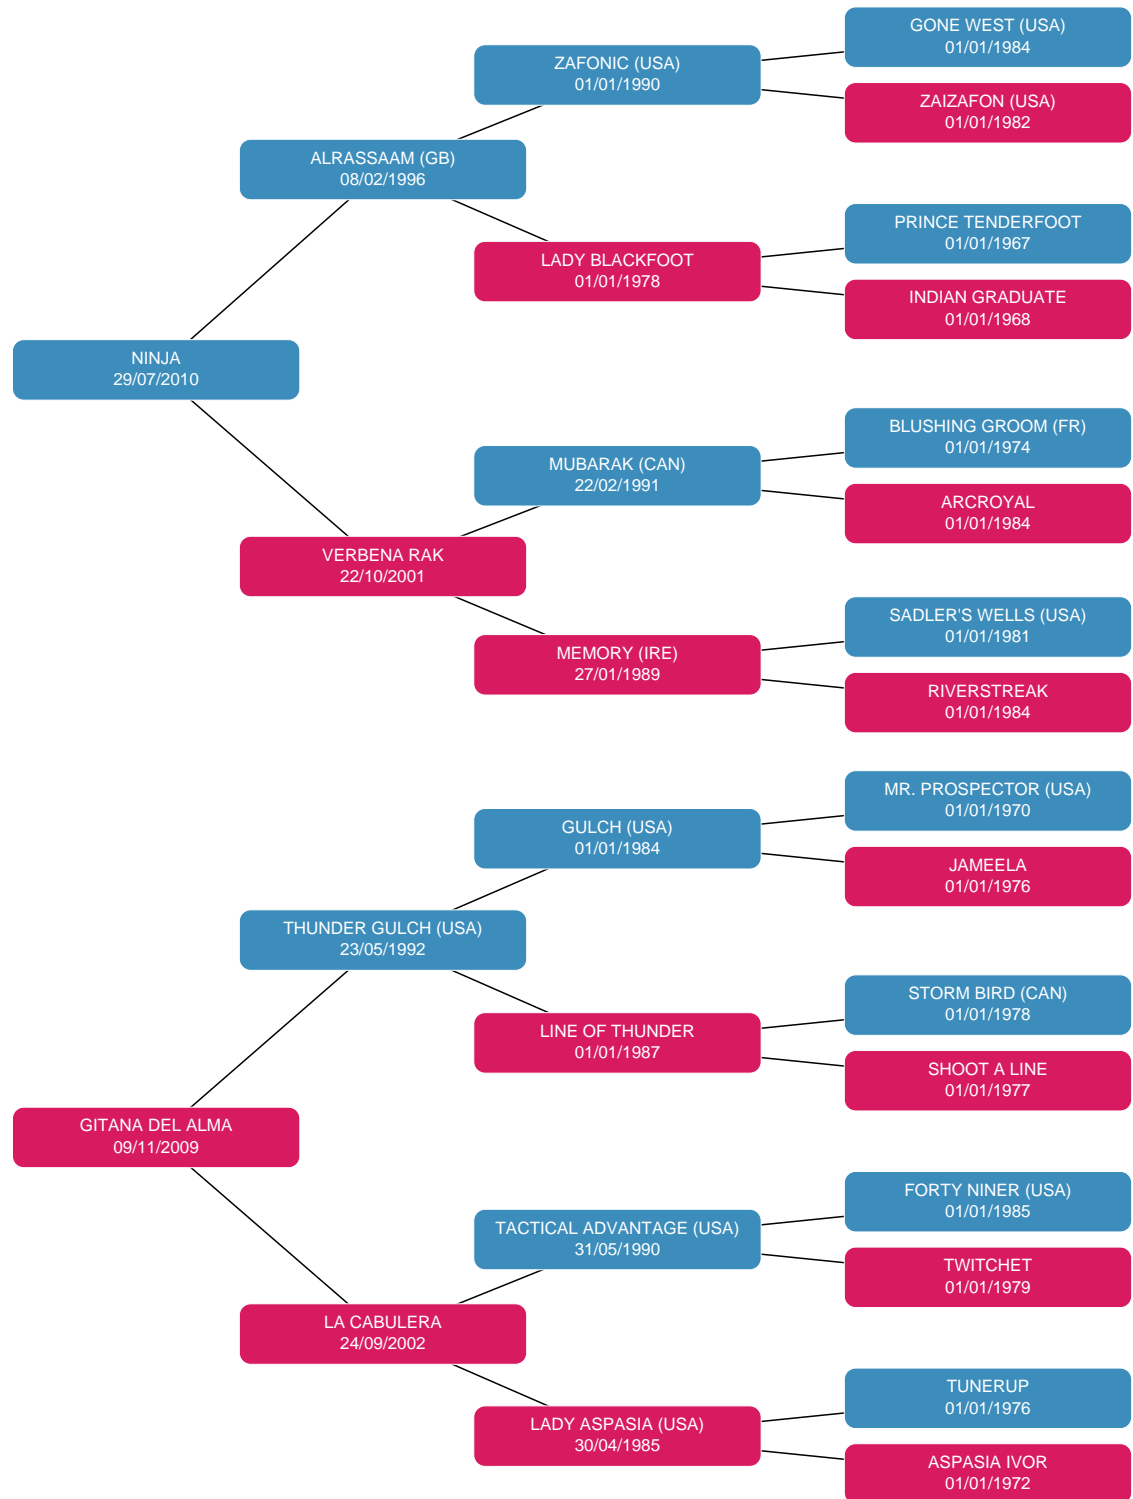 GONE WEST (USA)
01/01/1984
ZAFONIC (USA)
01/01/1990
ZAIZAFON (USA)
01/01/1982
ALRASSAAM (GB)
08/02/1996
PRINCE TENDERFOOT
01/01/1967
LADY BLACKFOOT
01/01/1978
INDIAN GRADUATE
01/01/1968
NINJA
29/07/2010
BLUSHING GROOM (FR)
01/01/1974
MUBARAK (CAN)
22/02/1991
ARCROYAL
01/01/1984
VERBENA RAK
22/10/2001
SADLER'S WELLS (USA)
01/01/1981
MEMORY (IRE)
27/01/1989
RIVERSTREAK
01/01/1984
MR. PROSPECTOR (USA)
01/01/1970
GULCH (USA)
01/01/1984
JAMEELA
01/01/1976
THUNDER GULCH (USA)
23/05/1992
STORM BIRD (CAN)
01/01/1978
LINE OF THUNDER
01/01/1987
SHOOT A LINE
01/01/1977
GITANA DEL ALMA
09/11/2009
FORTY NINER (USA)
01/01/1985
TACTICAL ADVANTAGE (USA)
31/05/1990
TWITCHET
01/01/1979
LA CABULERA
24/09/2002
TUNERUP
01/01/1976
LADY ASPASIA (USA)
30/04/1985
ASPASIA IVOR
01/01/1972